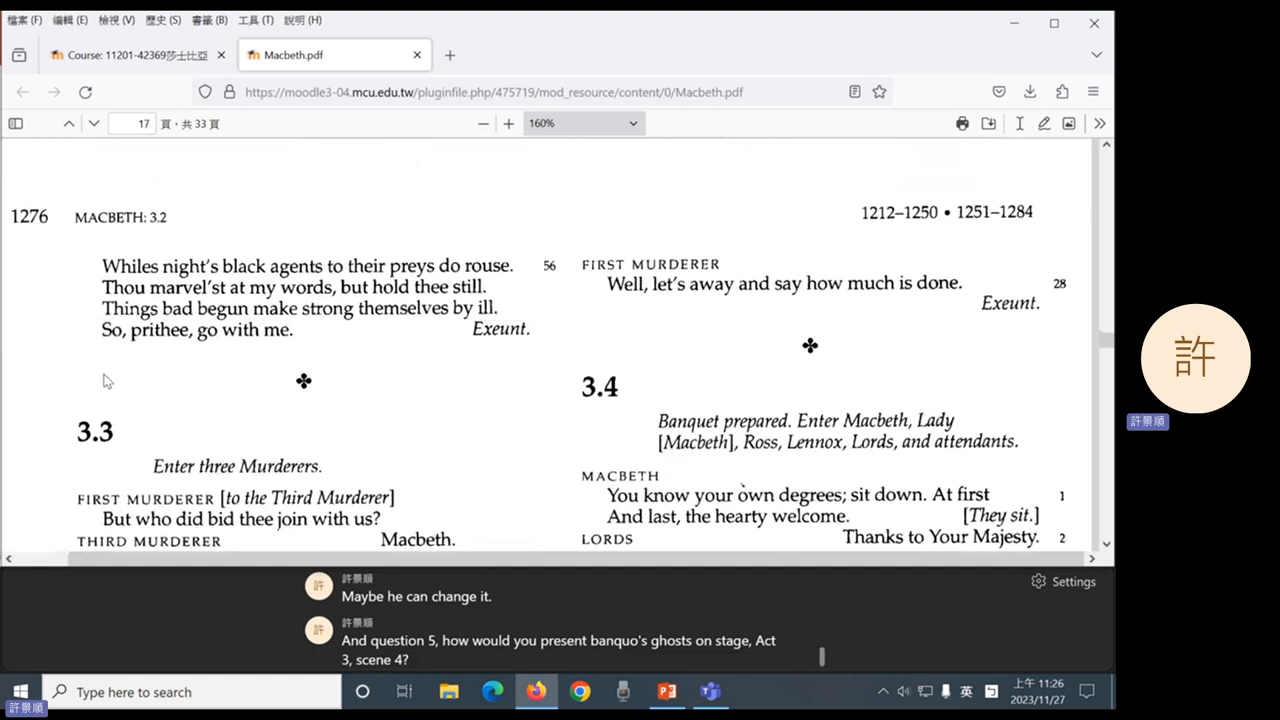 檔案 (F) 編輯 (E) 檢視 (V) 歷史 (S) 書籤 (B) 工具 (T) 說明 (H)
Course: 11201-42369莎士比亞
Macbeth.pdf
https://moodle3-04.mcu.edu.tw/pluginfile.php/475719/mod_resource/content/0/Macbeth.pdf
17 頁，共 33 頁
160%
1276 MACBETH: 3.2
1212–1250 • 1251–1284
Whiles night's black agents to their preys do rouse. 56
Thou marvel'st at my words, but hold thee still.
Things bad begun make strong themselves by ill.
So, prithee, go with me. Exeunt.
3.3
Enter three Murderers.
FIRST MURDERER [to the Third Murderer]
But who did bid thee join with us?
THIRD MURDERER Macbeth.
FIRST MURDERER
Well, let's away and say how much is done. 28
Exeunt.
3.4
Banquet prepared. Enter Macbeth, Lady
[Macbeth], Ross, Lennox, Lords, and attendants.
MACBETH
You know your own degrees; sit down. At first 1
And last, the hearty welcome. [They sit.]
LORDS Thanks to Your Majesty. 2
許
許景順
許
許景順
Maybe he can change it.
許
許景順
And question 5, how would you present banquo's ghosts on stage, Act
3, scene 4?
Settings
Type here to search
英
上午 11:26
2023/11/27
許景順